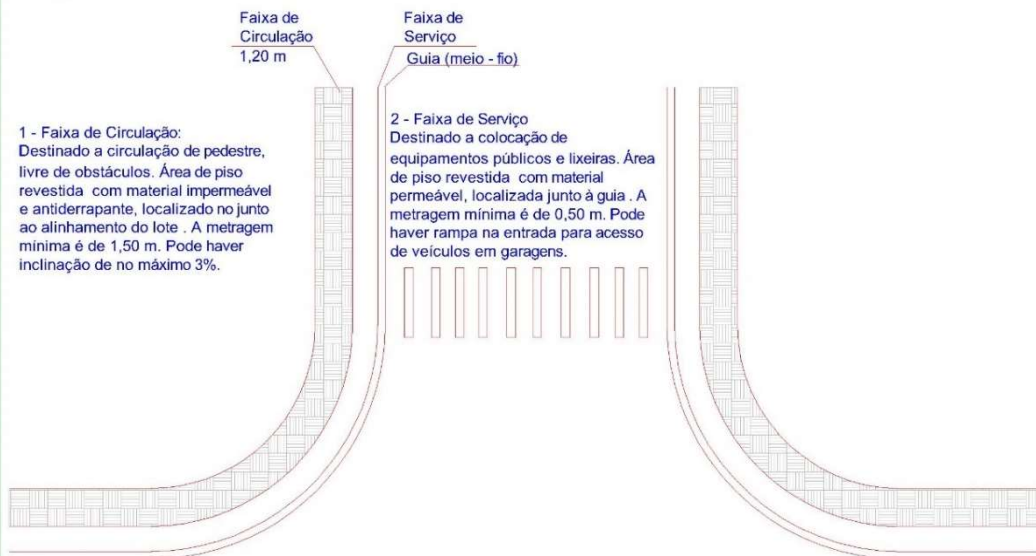 Faixa de
Circulação
1,20 m
Faixa de
Serviço
Guia (meio - fio)
1 - Faixa de Circulação:
Destinado a circulação de pedestre,
livre de obstáculos. Área de piso
revestida com material impermeável
e antiderrapante, localizado no junto
ao alinhamento do lote . A metragem
mínima é de 1,50 m. Pode haver
inclinação de no máximo 3%.
2 - Faixa de Serviço
Destinado a colocação de
equipamentos públicos e lixeiras. Área
de piso revestida com material
permeável, localizada junto à guia . A
metragem mínima é de 0,50 m. Pode
haver rampa na entrada para acesso
de veículos em garagens.